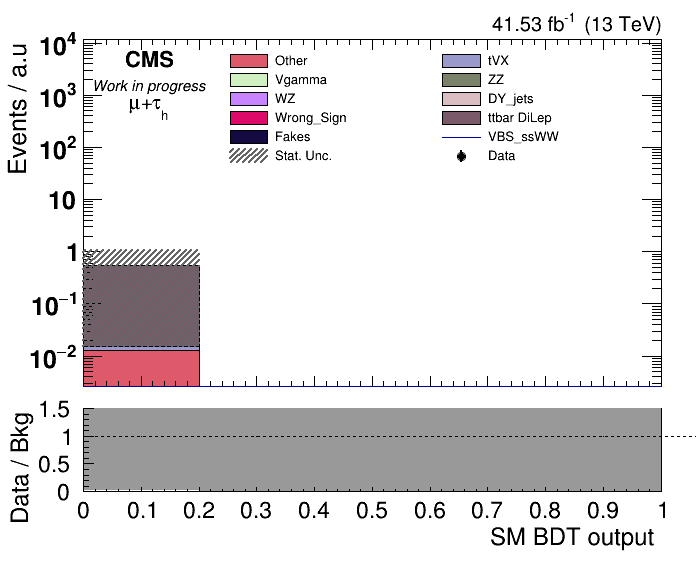 41.53 fb⁻¹ (13 TeV)
Events / a.u
10⁴
10³
10²
10
1
10⁻¹
10⁻²
CMS
Work in progress
μ+τₕ
Other
Vgamma
WZ
Wrong_Sign
Fakes
Stat. Unc.
tVX
ZZ
DY_jets
ttbar DiLep
VBS_ssWW
Data
Data / Bkg
1.5
1
0.5
0
0 0.1 0.2 0.3 0.4 0.5 0.6 0.7 0.8 0.9 1
SM BDT output